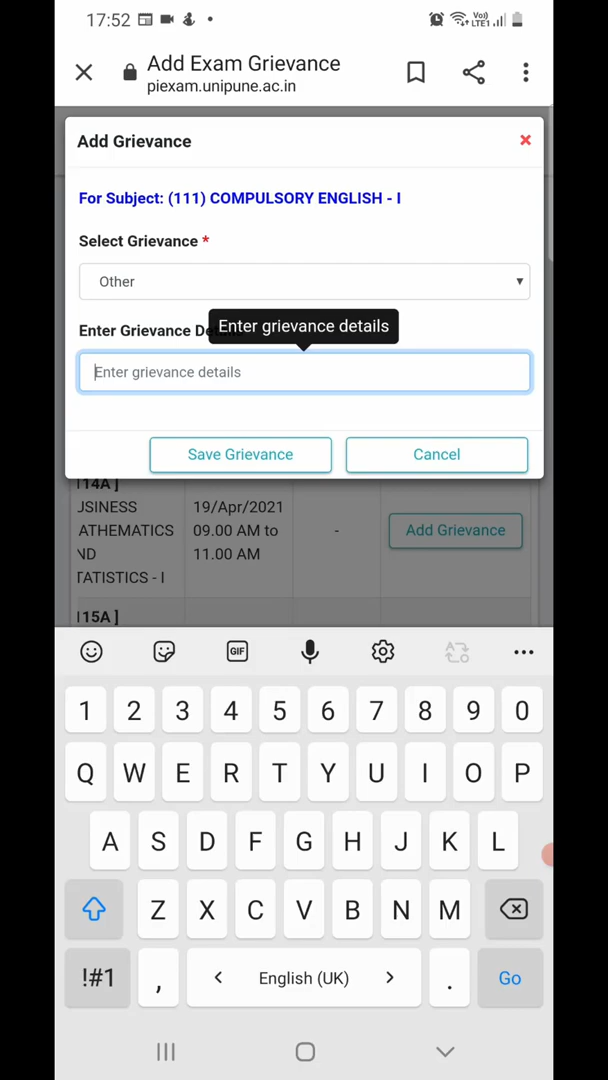 17:52
Vo)) LTE1
Add Exam Grievance
piexam.unipune.ac.in
Add Grievance
For Subject: (111) COMPULSORY ENGLISH - I
Select Grievance *
Other
Enter Grievance De
Enter grievance details
Enter grievance details
Save Grievance
Cancel
14A ]
JSINESS
ATHEMATICS
ND
TATISTICS - I
19/Apr/2021
09.00 AM to
11.00 AM
-
Add Grievance
15A ]
GIF
1 2 3 4 5 6 7 8 9 0
Q W E R T Y U I O P
A S D F G H J K L
Z X C V B N M
!#1 , < English (UK) > . Go